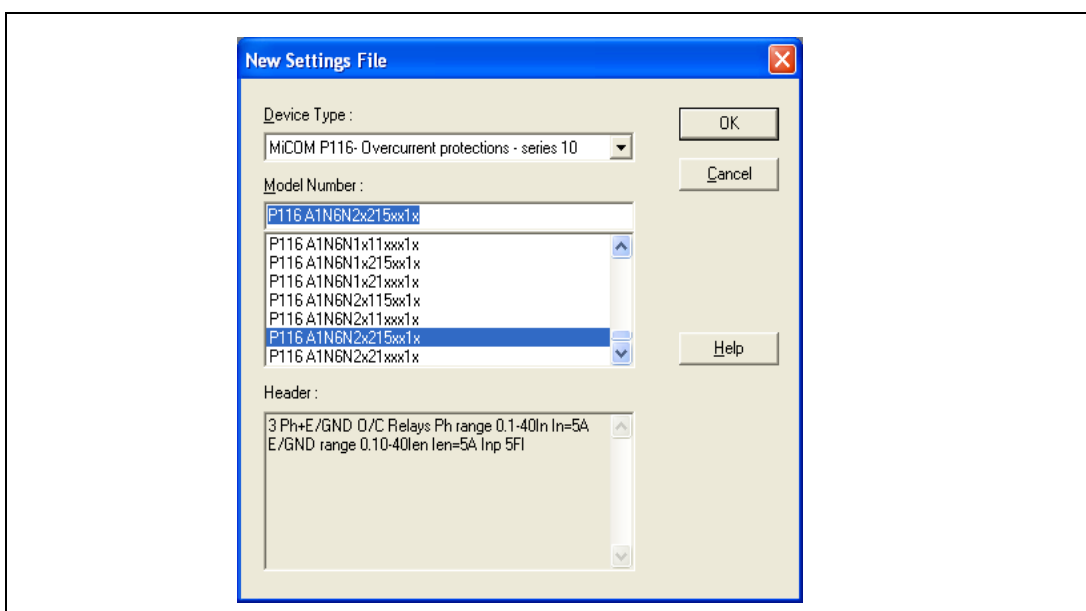 New Settings File
Device Type :
OK
MiCOM P116- Overcurrent protections - series 10
Cancel
Model Number :
P116 A1N6N2x215xx1x
P116 A1N6N1x11xxx1x
P116 A1N6N1x215xx1x
P116 A1N6N1x21xxx1x
P116 A1N6N2x115xx1x
P116 A1N6N2x11xxx1x
P116 A1N6N2x215xx1x
P116 A1N6N2x21xxx1x
Help
Header :
3 Ph+E/GND O/C Relays Ph range 0.1-40In In=5A
E/GND range 0.10-40Ien Ien=5A Inp 5FI